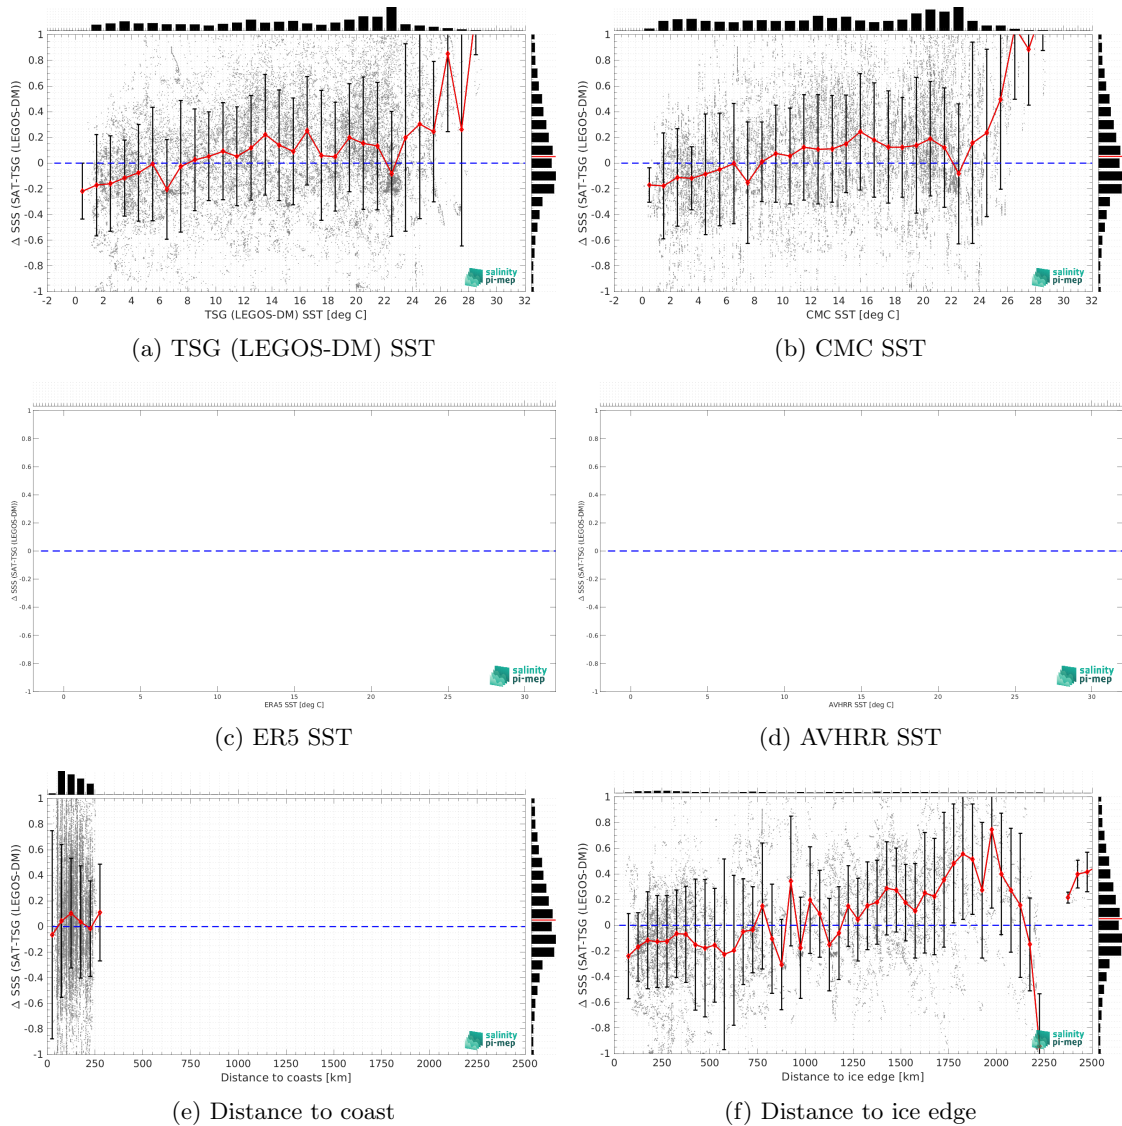 1
0.8
0.6
0.4
0.2
0
-0.2
-0.4
-0.6
-0.8
-1
Δ SSS (SAT-TSG (LEGOS-DM))
salinity
pi-mep
-2 0 2 4 6 8 10 12 14 16 18 20 22 24 26 28 30 32
TSG (LEGOS-DM) SST [deg C]
(a) TSG (LEGOS-DM) SST
1
0.8
0.6
0.4
0.2
0
-0.2
-0.4
-0.6
-0.8
-1
Δ SSS (SAT-TSG (LEGOS-DM))
salinity
pi-mep
-2 0 2 4 6 8 10 12 14 16 18 20 22 24 26 28 30 32
CMC SST [deg C]
(b) CMC SST
1
0.8
0.6
0.4
0.2
0
-0.2
-0.4
-0.6
-0.8
-1
Δ SSS (SAT-TSG (LEGOS-DM))
salinity
pi-mep
0 5 10 15 20 25 30
ERA5 SST [deg C]
(c) ER5 SST
1
0.8
0.6
0.4
0.2
0
-0.2
-0.4
-0.6
-0.8
-1
Δ SSS (SAT-TSG (LEGOS-DM))
salinity
pi-mep
0 5 10 15 20 25 30
AVHRR SST [deg C]
(d) AVHRR SST
1
0.8
0.6
0.4
0.2
0
-0.2
-0.4
-0.6
-0.8
-1
Δ SSS (SAT-TSG (LEGOS-DM))
salinity
pi-mep
0 250 500 750 1000 1250 1500 1750 2000 2250 2500
Distance to coasts [km]
(e) Distance to coast
1
0.8
0.6
0.4
0.2
0
-0.2
-0.4
-0.6
-0.8
-1
Δ SSS (SAT-TSG (LEGOS-DM))
salinity
pi-mep
0 250 500 750 1000 1250 1500 1750 2000 2250 2500
Distance to ice edge [km]
(f) Distance to ice edge